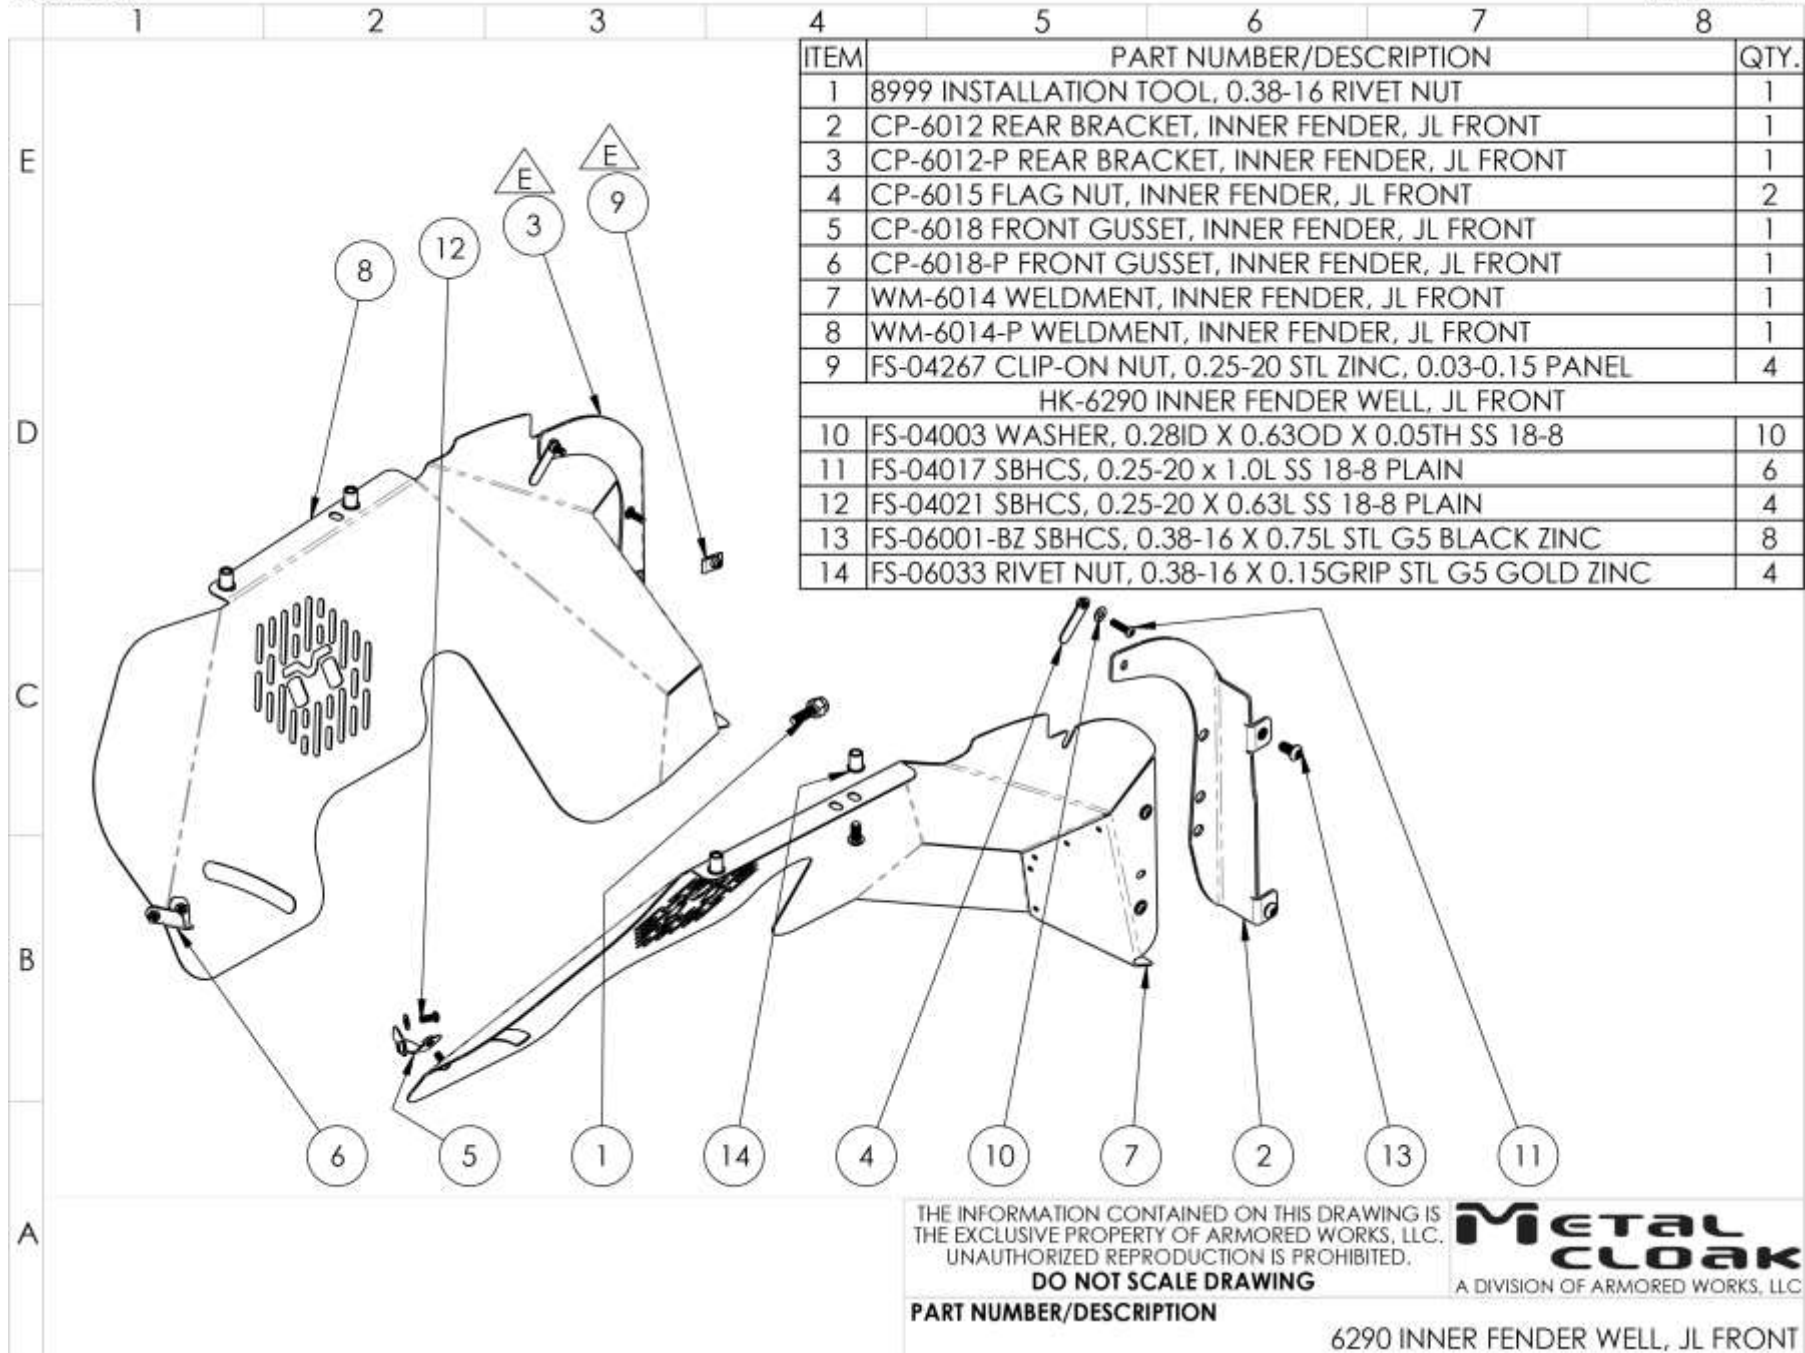 1 2 3 4 5 6 7 8
ITEM PART NUMBER/DESCRIPTION QTY.
1 8999 INSTALLATION TOOL, 0.38-16 RIVET NUT 1
2 CP-6012 REAR BRACKET, INNER FENDER, JL FRONT 1
3 CP-6012-P REAR BRACKET, INNER FENDER, JL FRONT 1
4 CP-6015 FLAG NUT, INNER FENDER, JL FRONT 2
5 CP-6018 FRONT GUSSET, INNER FENDER, JL FRONT 1
6 CP-6018-P FRONT GUSSET, INNER FENDER, JL FRONT 1
7 WM-6014 WELDMENT, INNER FENDER, JL FRONT 1
8 WM-6014-P WELDMENT, INNER FENDER, JL FRONT 1
9 FS-04267 CLIP-ON NUT, 0.25-20 STL ZINC, 0.03-0.15 PANEL 4
HK-6290 INNER FENDER WELL, JL FRONT
10 FS-04003 WASHER, 0.28ID X 0.63OD X 0.05TH SS 18-8 10
11 FS-04017 SBHCS, 0.25-20 x 1.0L SS 18-8 PLAIN 6
12 FS-04021 SBHCS, 0.25-20 X 0.63L SS 18-8 PLAIN 4
13 FS-06001-BZ SBHCS, 0.38-16 X 0.75L STL G5 BLACK ZINC 8
14 FS-06033 RIVET NUT, 0.38-16 X 0.15GRIP STL G5 GOLD ZINC 4
E
E E
8 12 3 9
D
C
B
6 5 1 14 4 10 7 2 13 11
A
THE INFORMATION CONTAINED ON THIS DRAWING IS
THE EXCLUSIVE PROPERTY OF ARMORED WORKS, LLC.
UNAUTHORIZED REPRODUCTION IS PROHIBITED.
DO NOT SCALE DRAWING
METAL
CLOAK
A DIVISION OF ARMORED WORKS, LLC
PART NUMBER/DESCRIPTION
6290 INNER FENDER WELL, JL FRONT